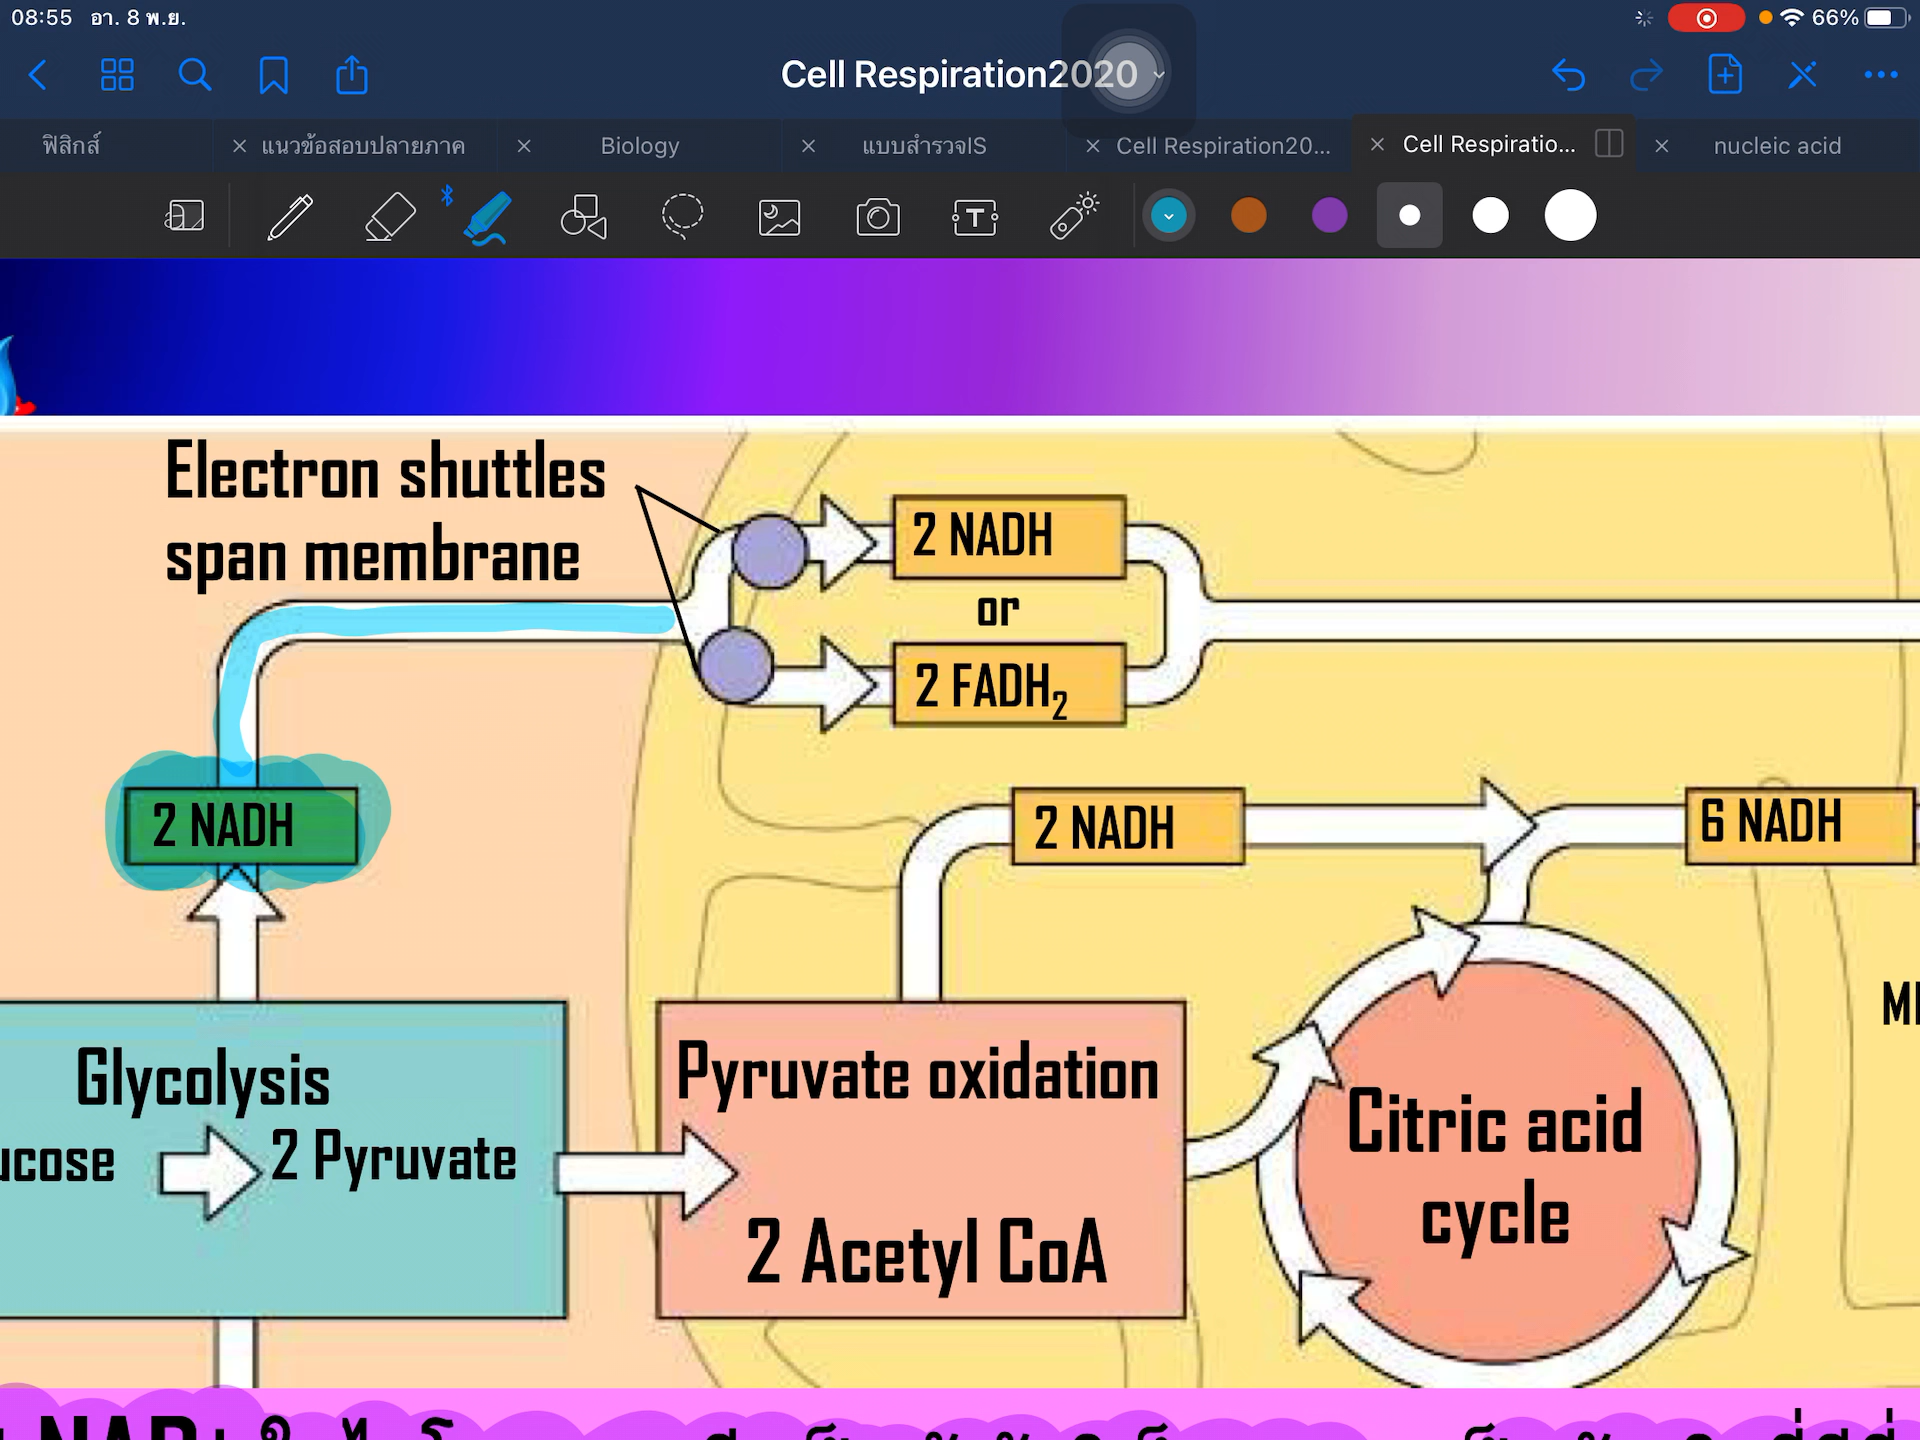 08:55 อา. 8 พ.ย.
66%
Cell Respiration2020
ฟิสิกส์
แนวข้อสอบปลายภาค
Biology
แบบสำรวจIS
Cell Respiration20...
Cell Respiratio...
nucleic acid
Electron shuttles
span membrane
2 NADH
or
2 FADH₂
2 NADH
2 NADH
6 NADH
Glycolysis
ucose
2 Pyruvate
Pyruvate oxidation
2 Acetyl CoA
Citric acid
cycle